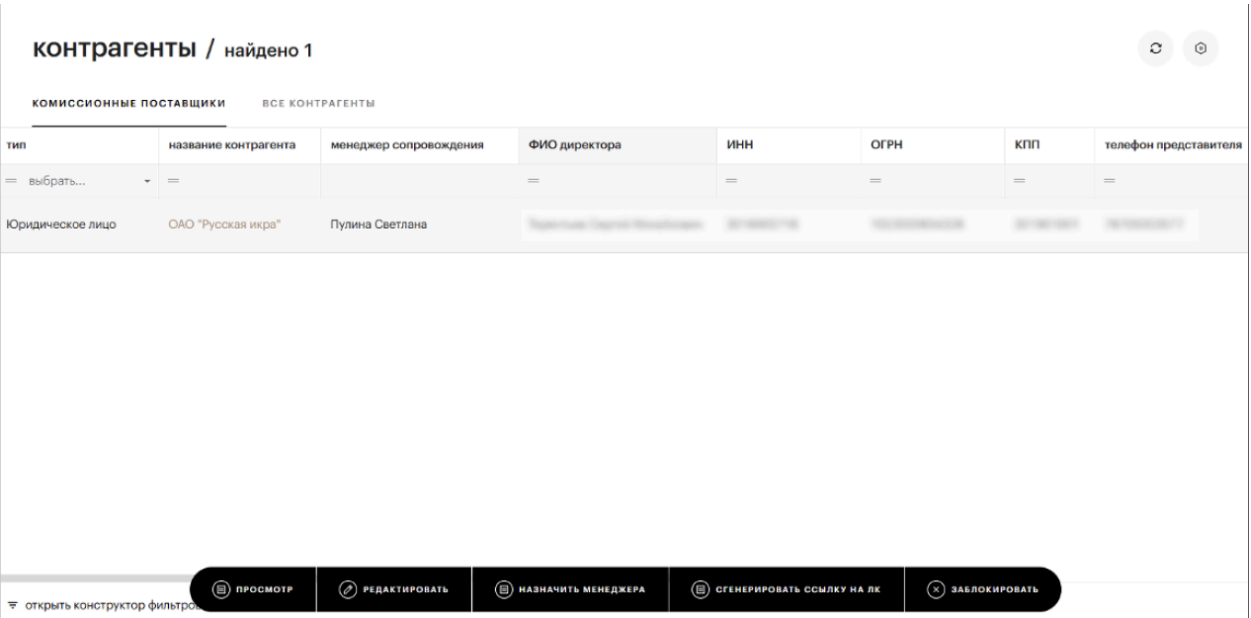 контрагенты / найдено 1
КОМИССИОННЫЕ ПОСТАВЩИКИ ВСЕ КОНТРАГЕНТЫ
тип название контрагента менеджер сопровождения ФИО директора ИНН ОГРН КПП телефон представителя
= выбрать... = = = = = =
Юридическое лицо ОАО "Русская икра" Пулина Светлана
ПРОСМОТР РЕДАКТИРОВАТЬ НАЗНАЧИТЬ МЕНЕДЖЕРА СГЕНЕРИРОВАТЬ ССЫЛКУ НА ЛК ЗАБЛОКИРОВАТЬ
открыть конструктор фильтров